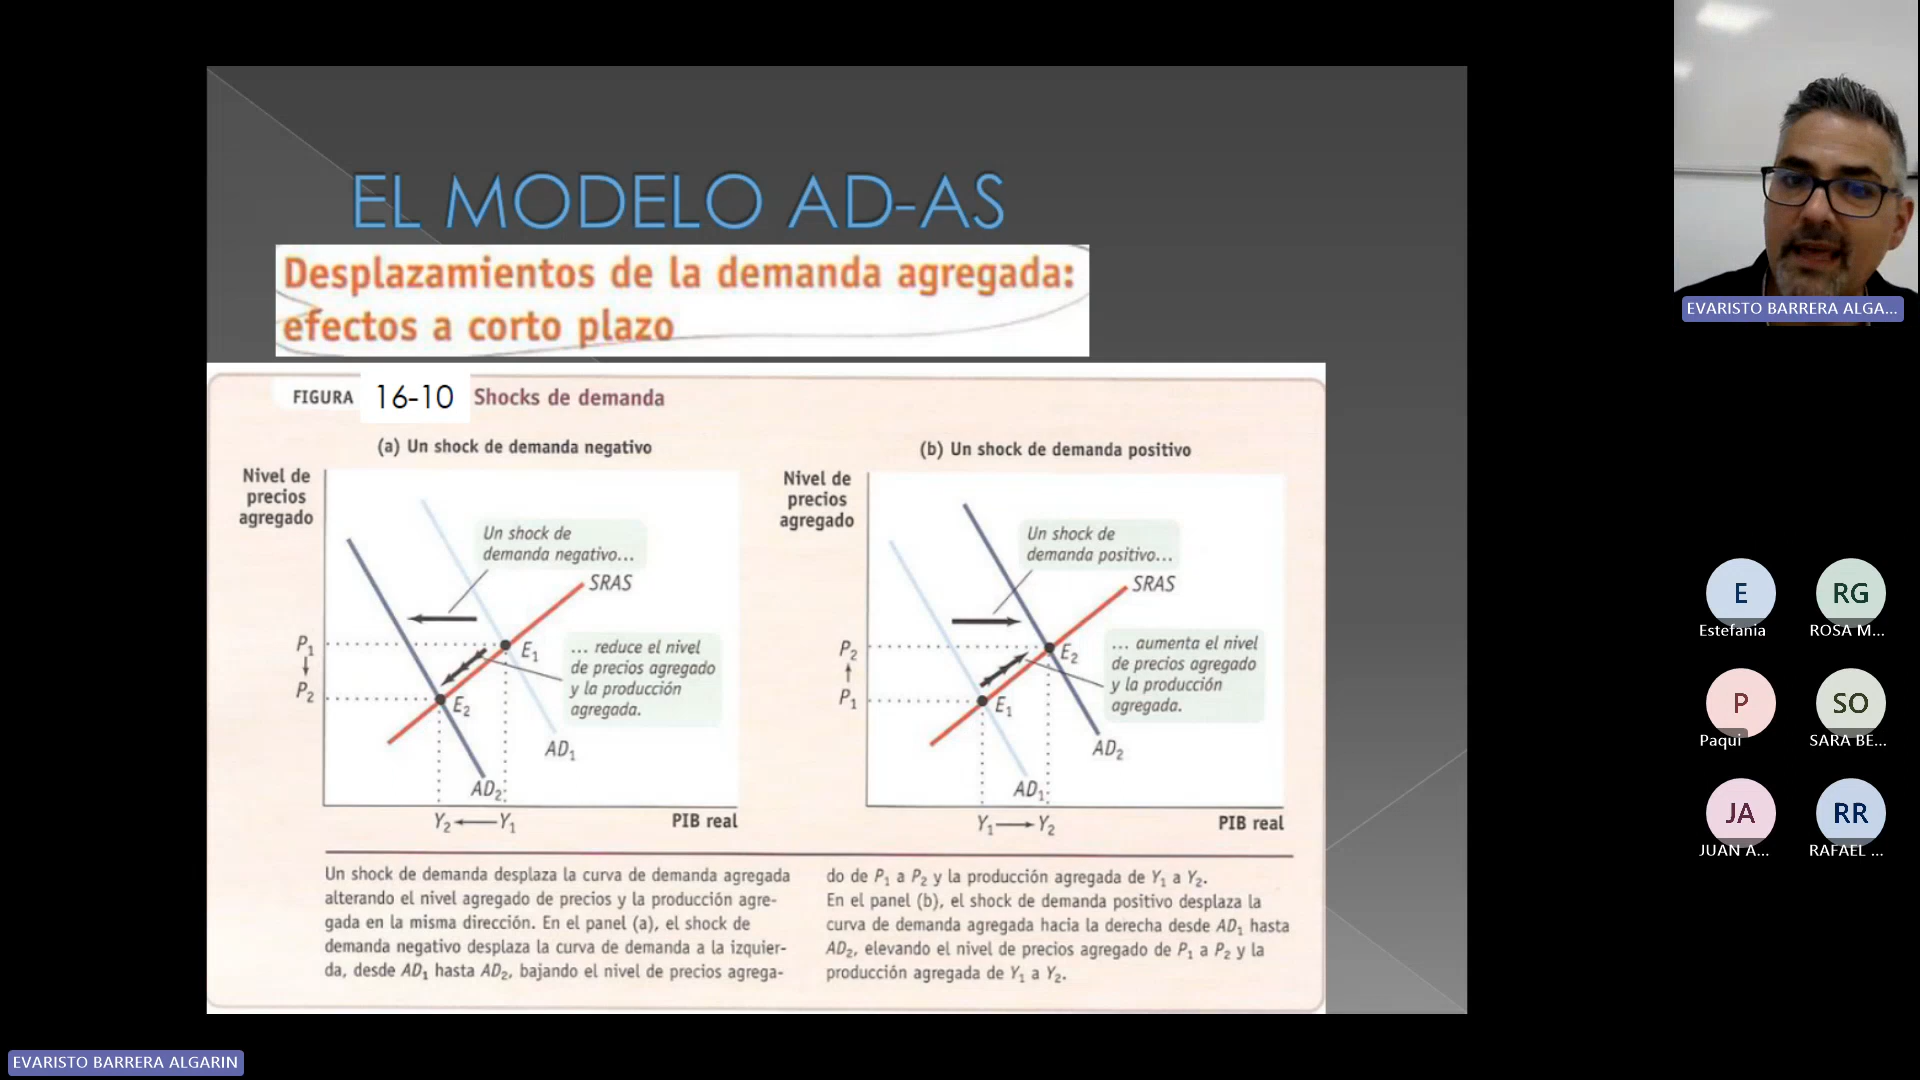 EL MODELO AD-AS
Desplazamientos de la demanda agregada:
efectos a corto plazo
FIGURA 16-10 Shocks de demanda
(a) Un shock de demanda negativo
Nivel de
precios
agregado
Un shock de
demanda negativo...
SRAS
P1
P2
E1
E2
... reduce el nivel
de precios agregado
y la producción
agregada.
AD1
AD2
Y2 Y1
PIB real
(b) Un shock de demanda positivo
Nivel de
precios
agregado
Un shock de
demanda positivo...
SRAS
P2
P1
E2
E1
... aumenta el nivel
de precios agregado
y la producción
agregada.
AD2
AD1
Y1 Y2
PIB real
Un shock de demanda desplaza la curva de demanda agregada
alterando el nivel agregado de precios y la producción agre-
gada en la misma dirección. En el panel (a), el shock de
demanda negativo desplaza la curva de demanda a la izquier-
da, desde AD1 hasta AD2, bajando el nivel de precios agrega-
do de P1 a P2 y la producción agregada de Y1 a Y2.
En el panel (b), el shock de demanda positivo desplaza la
curva de demanda agregada hacia la derecha desde AD1 hasta
AD2, elevando el nivel de precios agregado de P1 a P2 y la
producción agregada de Y1 a Y2.
EVARISTO BARRERA ALGA...
E
Estefania
RG
ROSA M...
P
Paqui
SO
SARA BE...
JA
JUAN A...
RR
RAFAEL ...
EVARISTO BARRERA ALGARIN